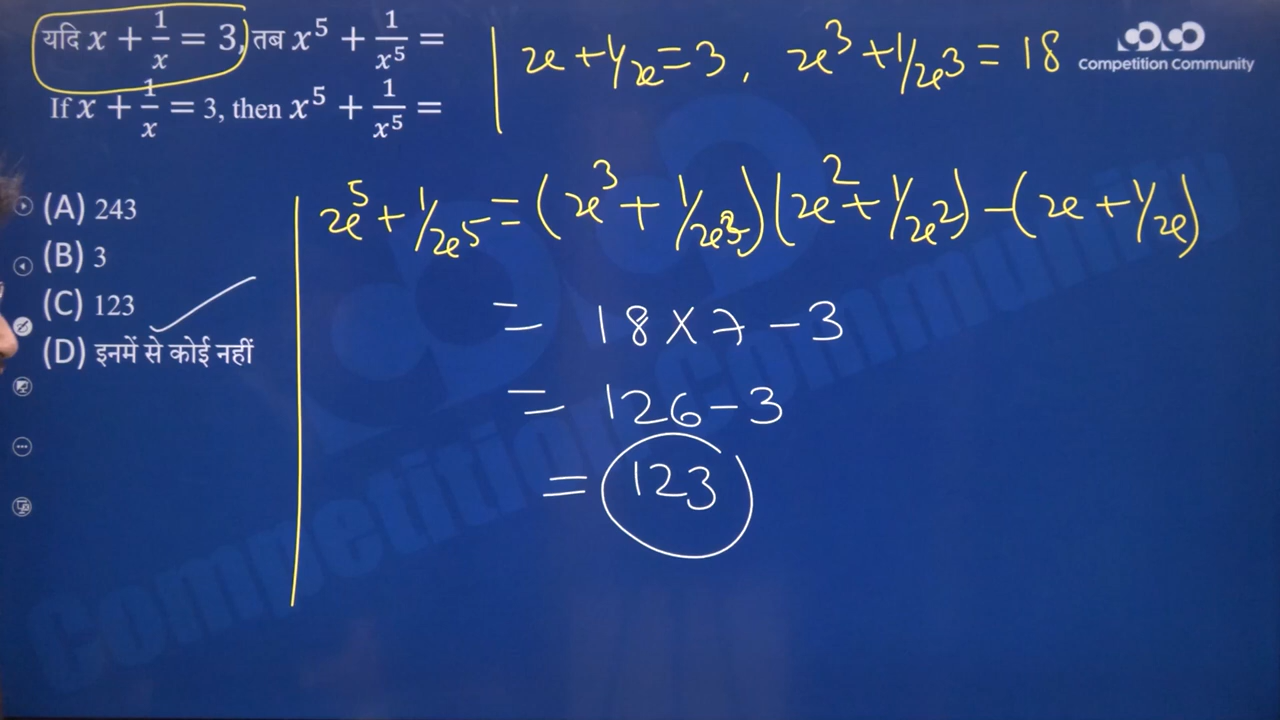 यदि x + 1/x = 3, तब x⁵ + 1/x⁵ =
If x + 1/x = 3, then x⁵ + 1/x⁵ =
(A) 243
(B) 3
(C) 123
(D) इनमें से कोई नहीं
x + 1/x = 3, x³ + 1/x³ = 18
Competition Community
x⁵ + 1/x⁵ = (x³ + 1/x³)(x² + 1/x²) - (x + 1/x)
= 18 × 7 - 3
= 126 - 3
= 123
Competition Community